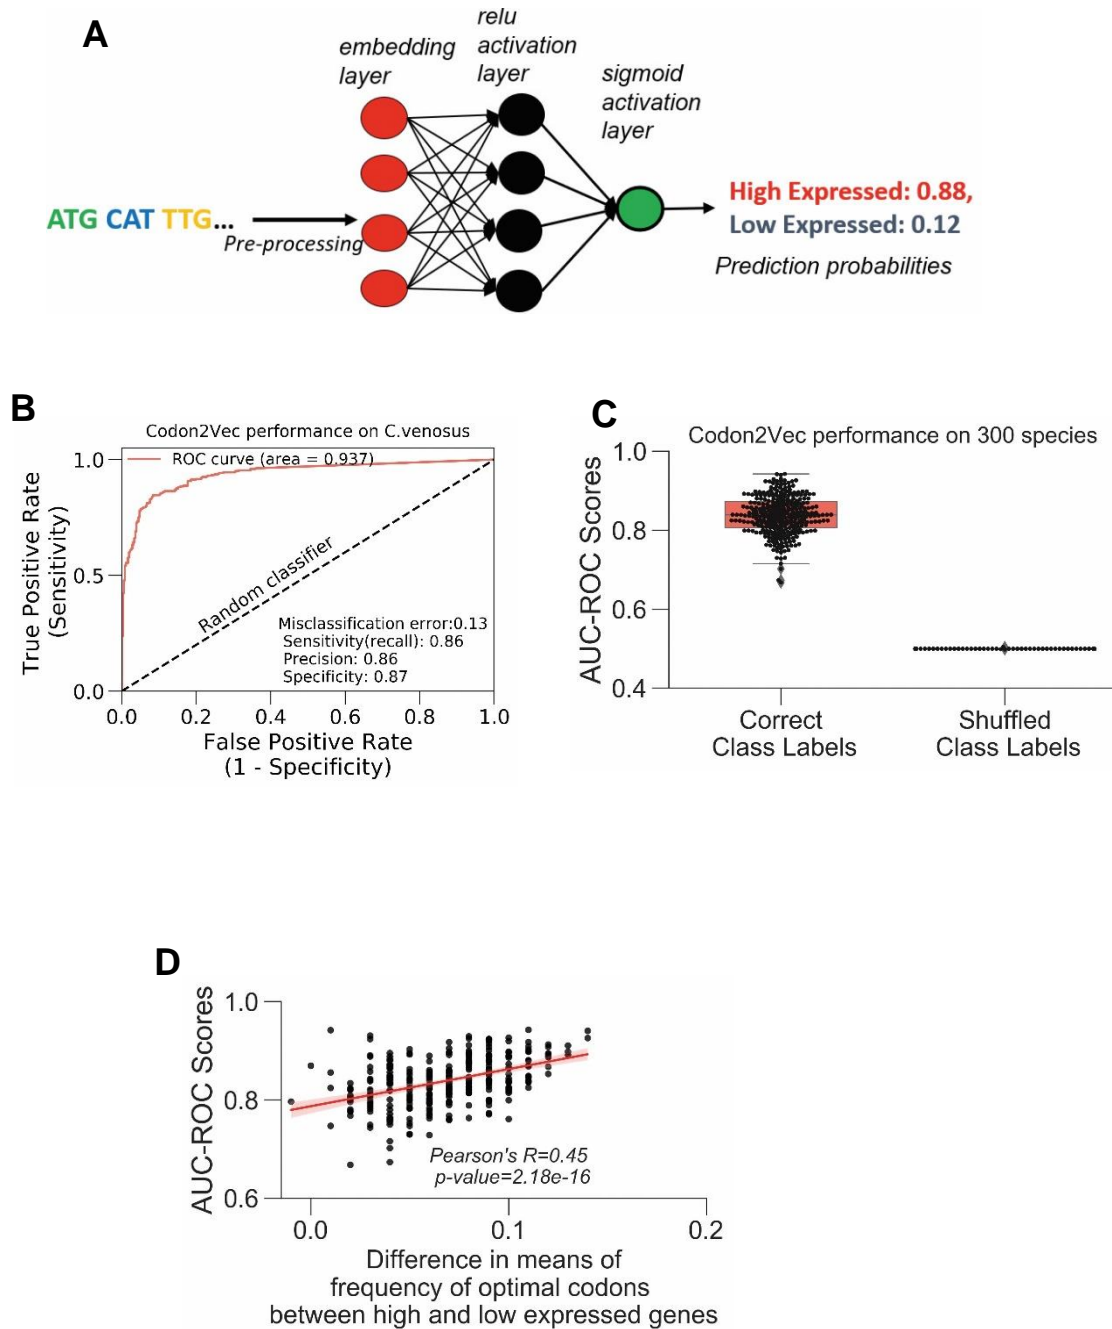 A
embedding
layer
relu
activation
layer
sigmoid
activation
layer
ATG CAT TTG...
Pre-processing
High Expressed: 0.88,
Low Expressed: 0.12
Prediction probabilities
B
Codon2Vec performance on C.venosus
ROC curve (area = 0.937)
True Positive Rate
(Sensitivity)
1.0
0.5
0.0
Random classifier
Misclassification error:0.13
Sensitivity(recall): 0.86
Precision: 0.86
Specificity: 0.87
0.0 0.2 0.4 0.6 0.8 1.0
False Positive Rate
(1 - Specificity)
C
Codon2Vec performance on 300 species
AUC-ROC Scores
1.0
0.8
0.6
0.4
Correct
Class Labels
Shuffled
Class Labels
D
AUC-ROC Scores
1.0
0.8
0.6
Pearson's R=0.45
p-value=2.18e-16
0.0 0.1 0.2
Difference in means of
frequency of optimal codons
between high and low expressed genes